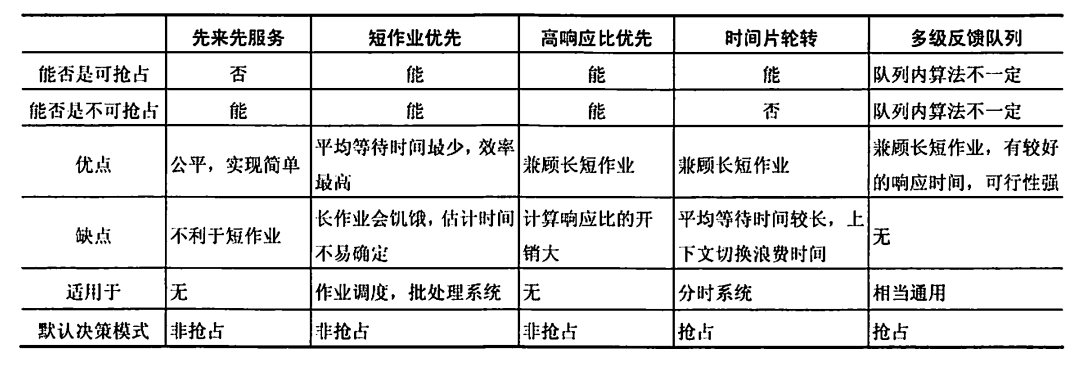 先来先服务 短作业优先 高响应比优先 时间片轮转 多级反馈队列
能否是可抢占 否 能 能 能 队列内算法不一定
能否是不可抢占 能 能 能 否 队列内算法不一定
优点 公平，实现简单 平均等待时间最少，效率最高 兼顾长短作业 兼顾长短作业 兼顾长短作业，有较好的响应时间，可行性强
缺点 不利于短作业 长作业会饥饿，估计时间不易确定 计算响应比的开销大 平均等待时间较长，上下文切换浪费时间 无
适用于 无 作业调度，批处理系统 无 分时系统 相当通用
默认决策模式 非抢占 非抢占 非抢占 抢占 抢占